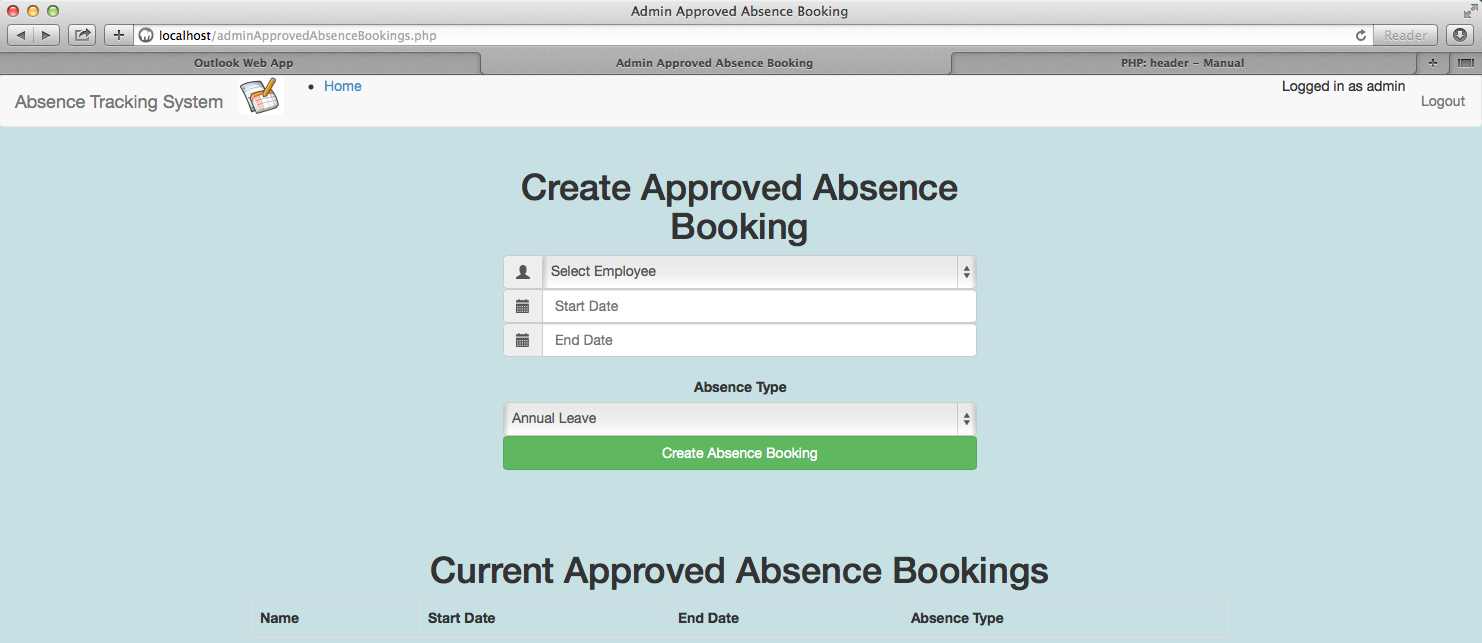 Admin Approved Absence Booking
localhost/adminApprovedAbsenceBookings.php
Reader
Outlook Web App
Admin Approved Absence Booking
PHP: header – Manual
Absence Tracking System
• Home
Logged in as admin
Logout
Create Approved Absence
Booking
Select Employee
Start Date
End Date
Absence Type
Annual Leave
Create Absence Booking
Current Approved Absence Bookings
Name Start Date End Date Absence Type